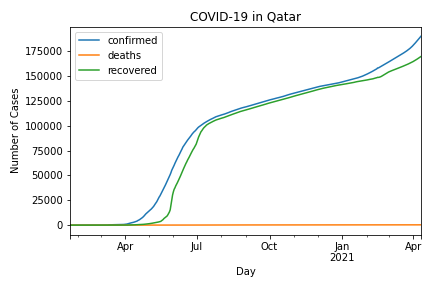 COVID-19 in Qatar
confirmed
deaths
recovered
Number of Cases
175000
150000
125000
100000
75000
50000
25000
0
Apr
Jul
Oct
Jan
2021
Apr
Day